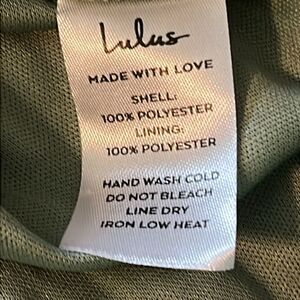 Lulus
MADE WITH LOVE
SHELL:
100% POLYESTER
LINING:
100% POLYESTER
HAND WASH COLD
DO NOT BLEACH
LINE DRY
IRON LOW HEAT